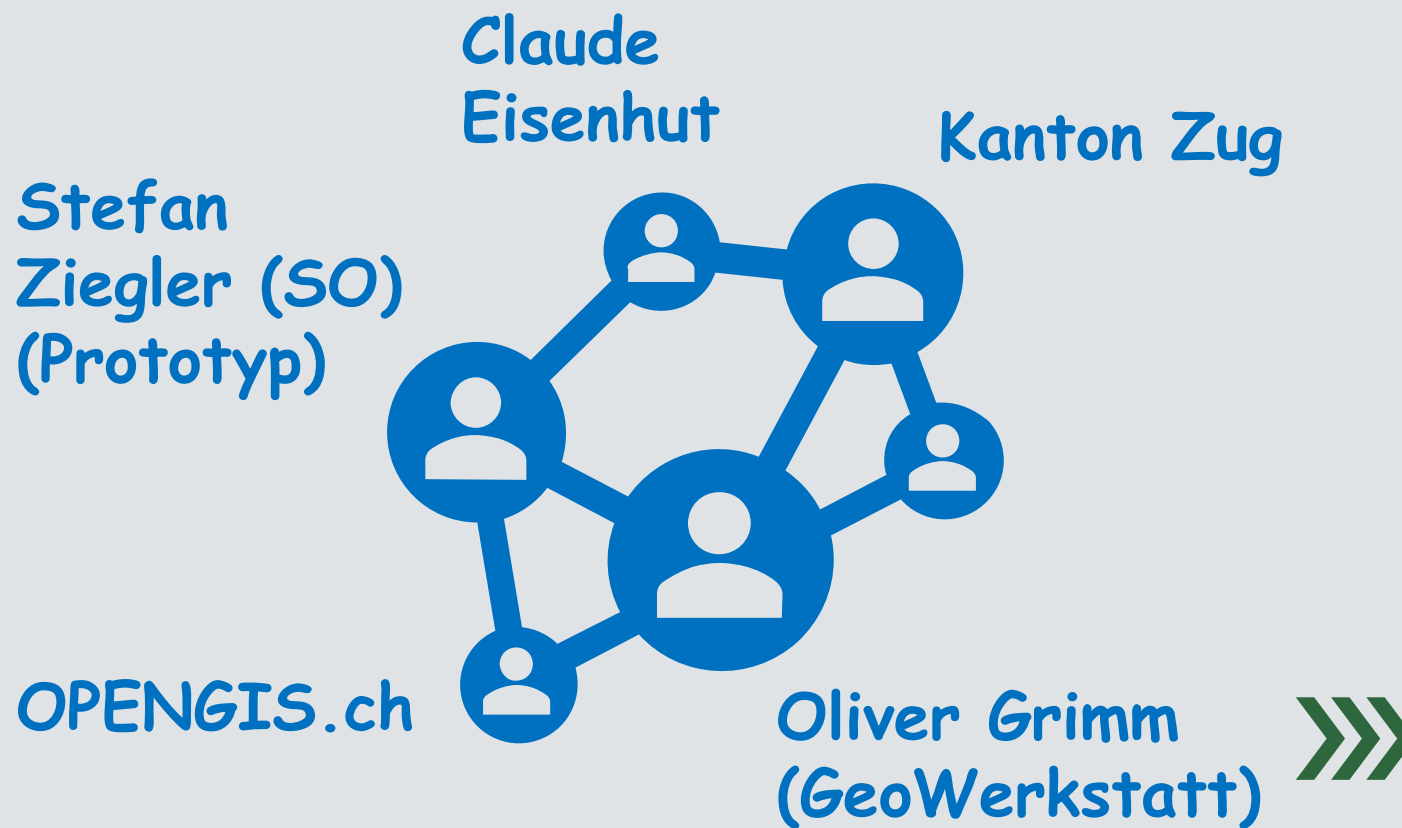 Claude
Eisenhut
Kanton Zug
Stefan
Ziegler (SO)
(Prototyp)
OPENGIS.ch
Oliver Grimm
(GeoWerkstatt)